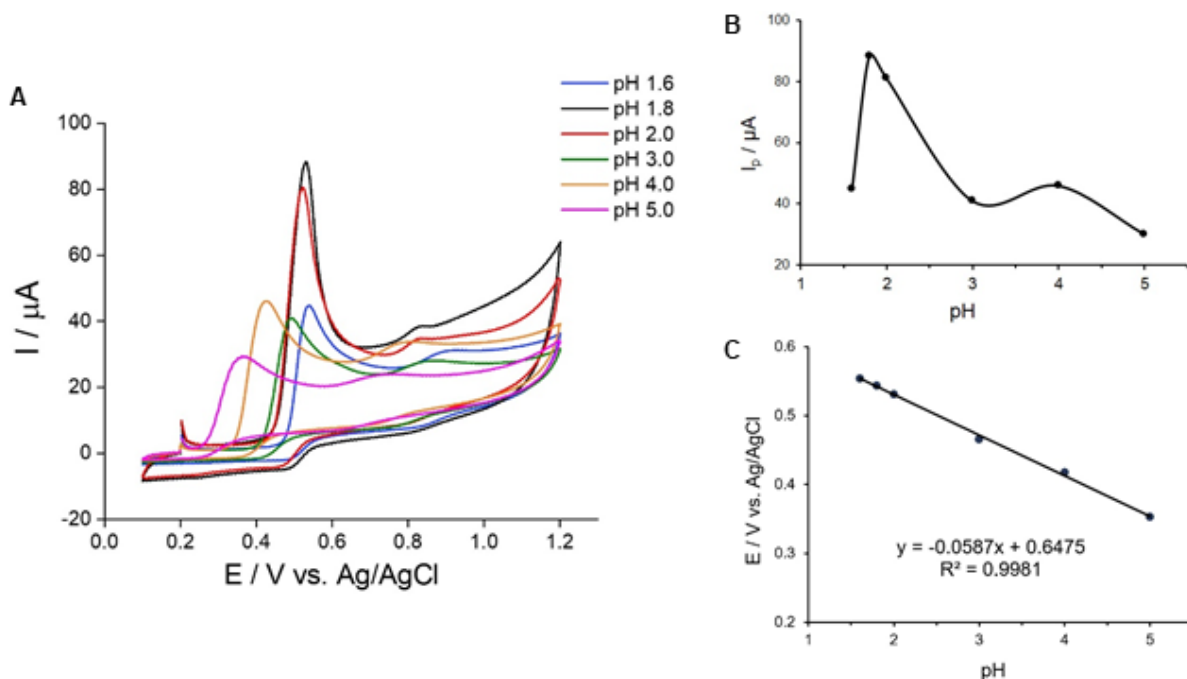 A
pH 1.6
pH 1.8
pH 2.0
pH 3.0
pH 4.0
pH 5.0
100
80
60
40
20
0
-20
0.0 0.2 0.4 0.6 0.8 1.0 1.2
I / μA
E / V vs. Ag/AgCl
B
100
80
60
40
20
1 2 3 4 5
Iₚ / μA
pH
C
0.6
0.5
0.4
0.3
0.2
1 2 3 4 5
E / V vs. Ag/AgCl
y = -0.0587x + 0.6475
R² = 0.9981
pH